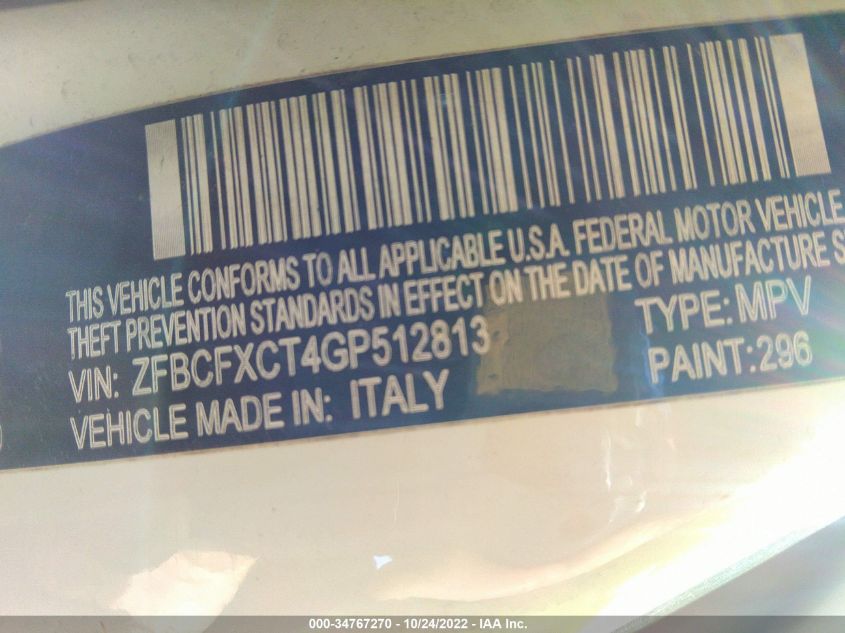 THIS VEHICLE CONFORMS TO ALL APPLICABLE U.S.A. FEDERAL MOTOR VEHICLE
THEFT PREVENTION STANDARDS IN EFFECT ON THE DATE OF MANUFACTURE
VIN: ZFBCFXCT4GP512813 TYPE: MPV
VEHICLE MADE IN: ITALY PAINT:296
000-34767270 - 10/24/2022 - IAA Inc.